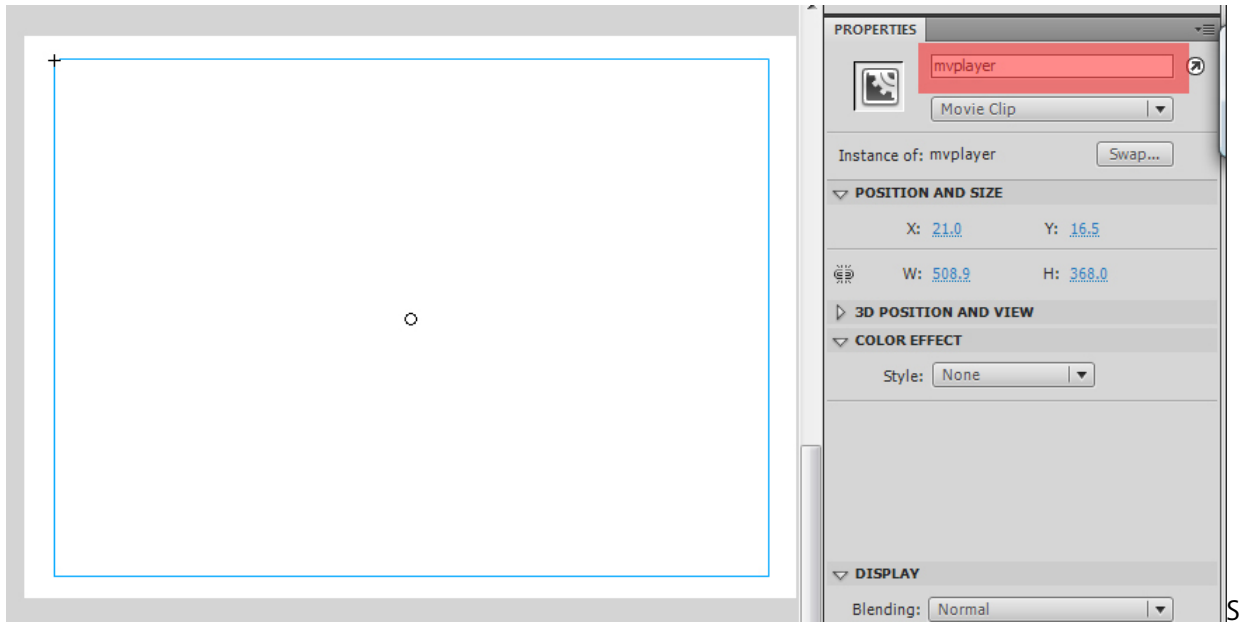 PROPERTIES
mvplayer
Movie Clip
Instance of: mvplayer Swap...
POSITION AND SIZE
X: 21.0 Y: 16.5
W: 508.9 H: 368.0
3D POSITION AND VIEW
COLOR EFFECT
Style: None
DISPLAY
Blending: Normal
S